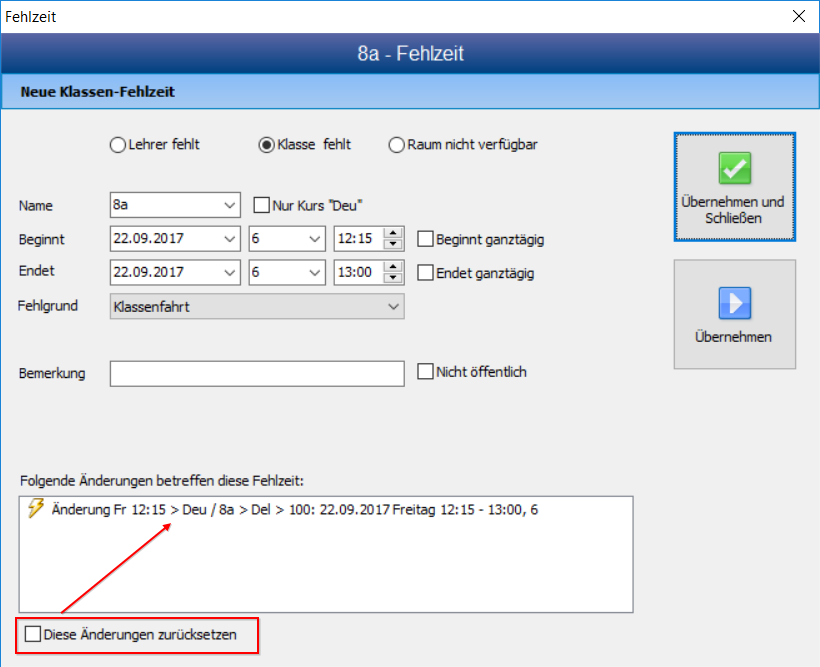 Fehlzeit
8a - Fehlzeit
Neue Klassen-Fehlzeit
Lehrer fehlt Klasse fehlt Raum nicht verfügbar
Name 8a Nur Kurs "Deu"
Beginnt 22.09.2017 6 12:15 Beginnt ganztägig
Endet 22.09.2017 6 13:00 Endet ganztägig
Fehlgrund Klassenfahrt
Bemerkung Nicht öffentlich
Übernehmen und
Schließen
Übernehmen
Folgende Änderungen betreffen diese Fehlzeit:
Änderung Fr 12:15 > Deu / 8a > Del > 100: 22.09.2017 Freitag 12:15 - 13:00, 6
Diese Änderungen zurücksetzen